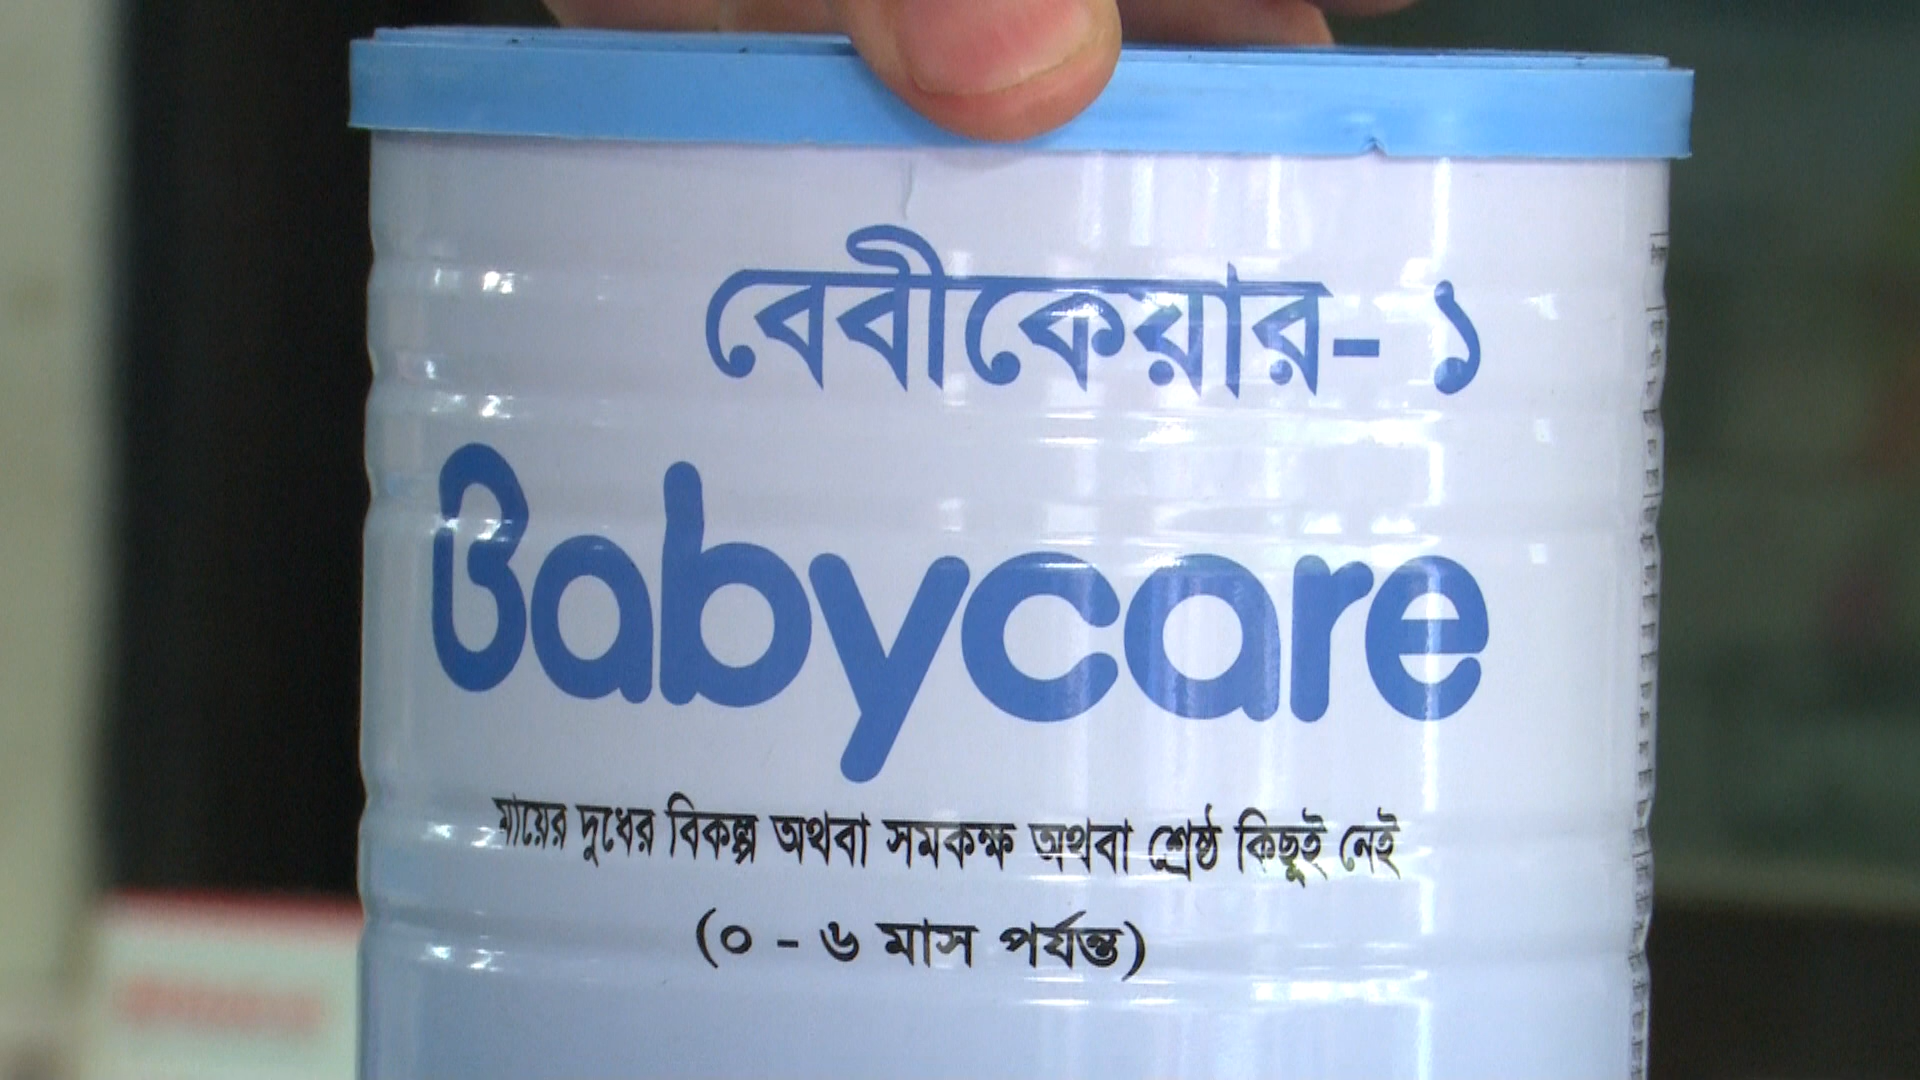 বেবীকেয়ার- ১
Babycare
মায়ের দুধের বিকল্প অথবা সমকক্ষ অথবা শ্রেষ্ঠ কিছুই নেই
(০ - ৬ মাস পর্যন্ত)